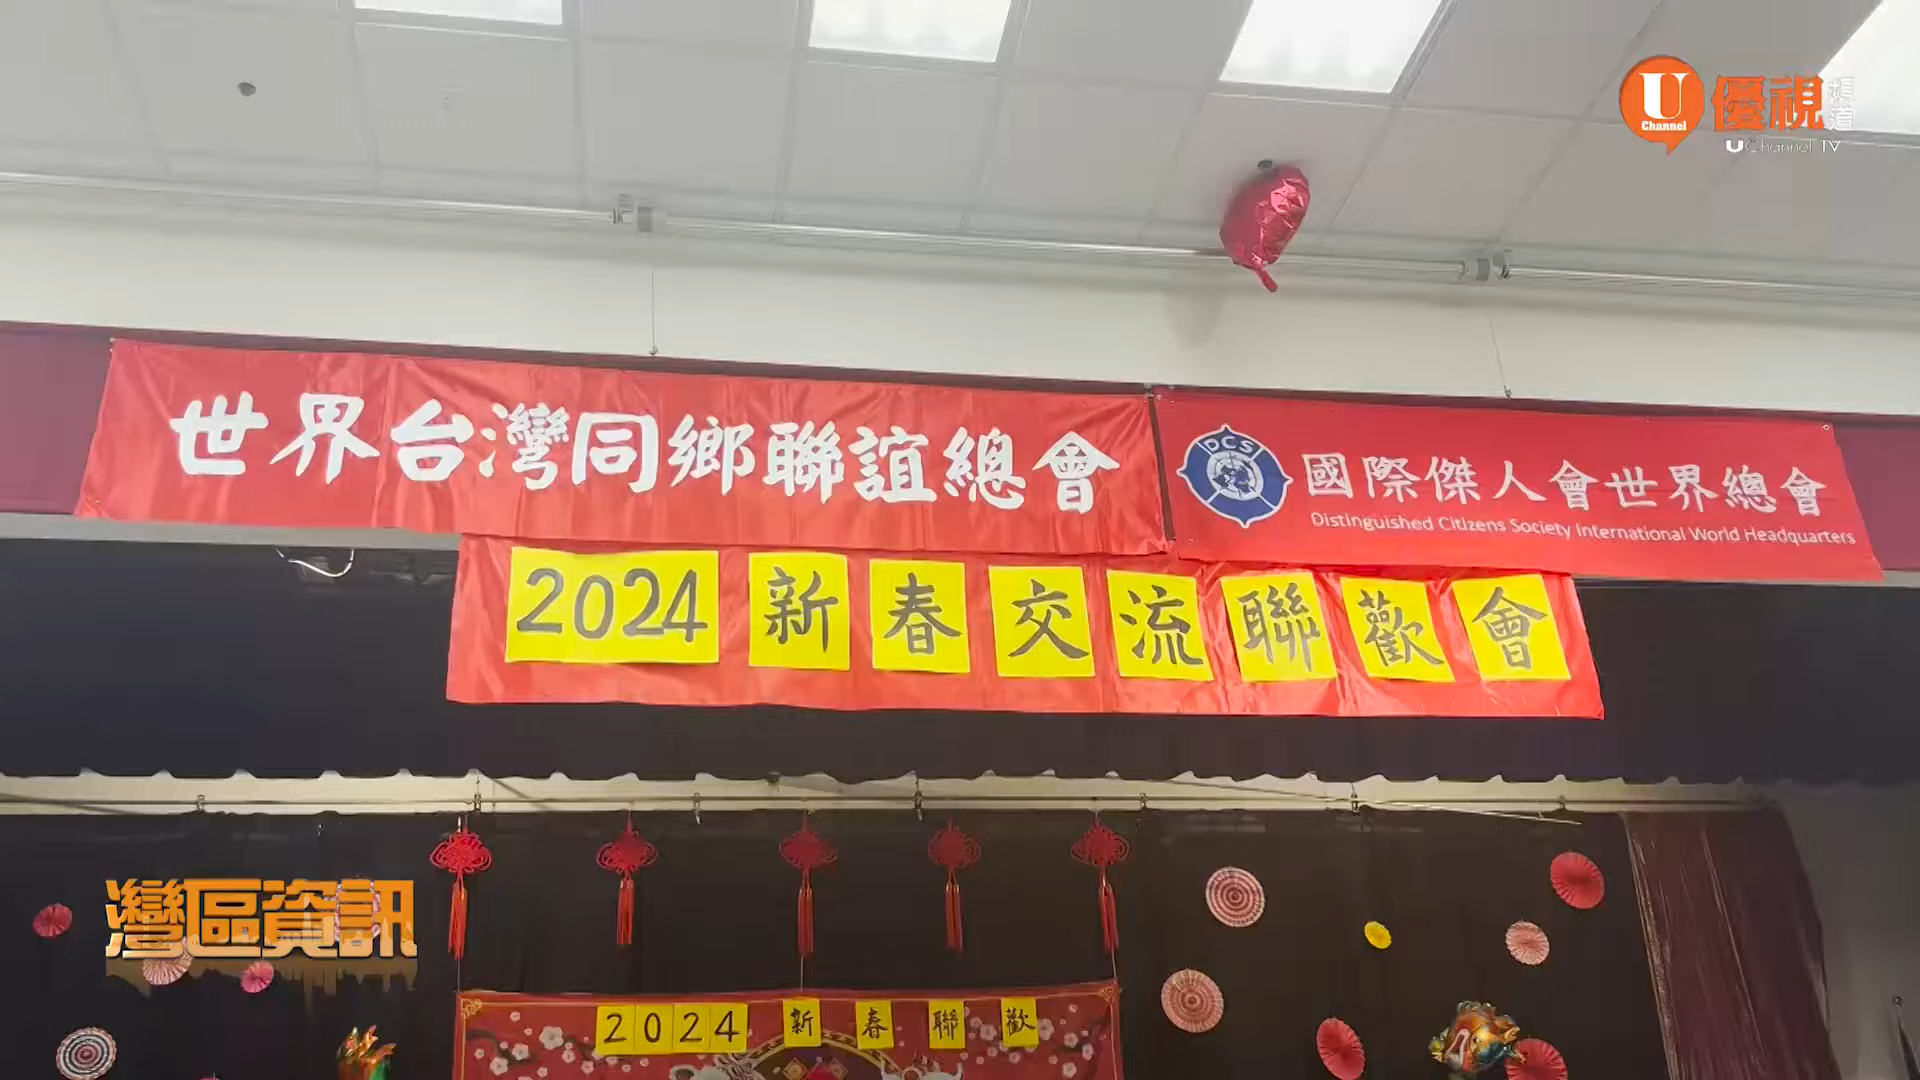 U
Channel
優視
頻道
UChannel TV
世界台灣同鄉聯誼總會
DCS
國際傑人會世界總會
Distinguished Citizens Society International World Headquarters
2024 新春交流聯歡會
灣區資訊
2024 新春聯歡